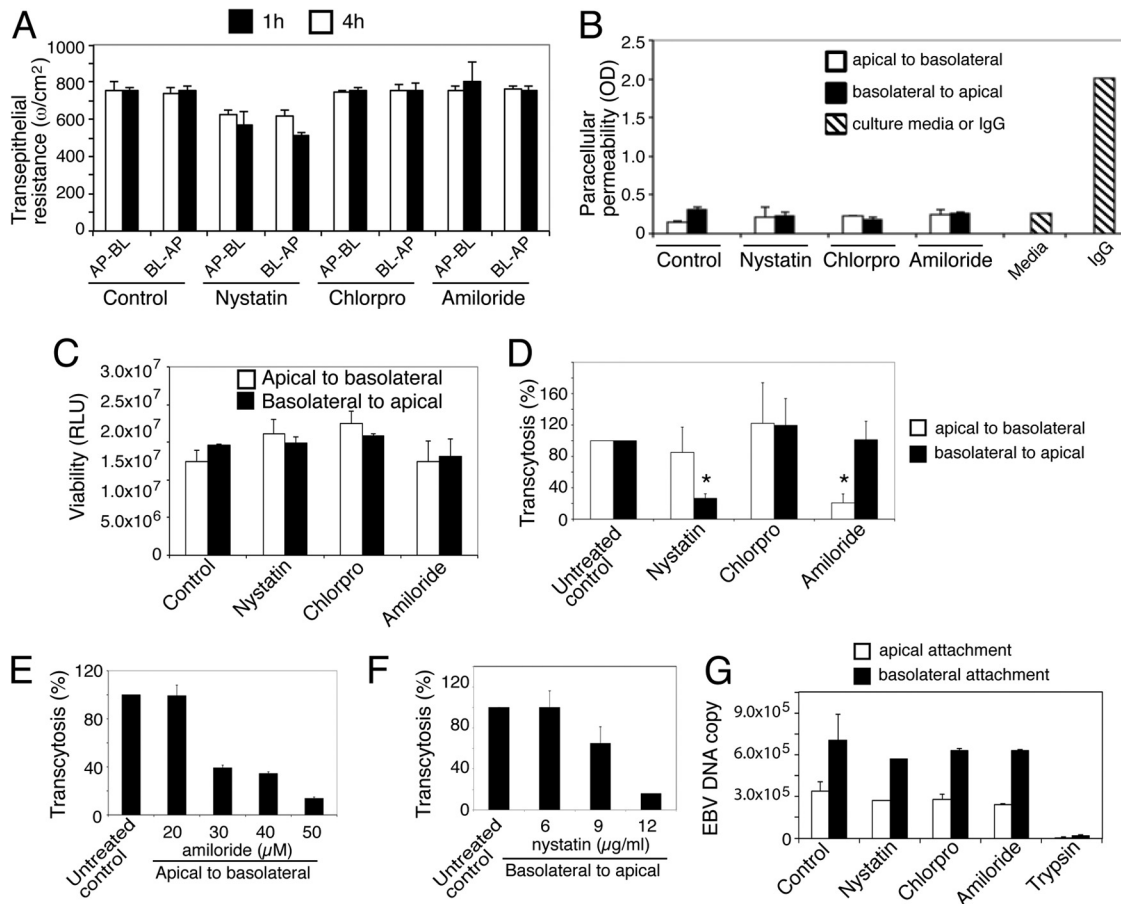 A
1h 4h
Transepithelial
resistance (ω/cm²)
1000
800
600
400
200
0
AP-BL BL-AP AP-BL BL-AP AP-BL BL-AP AP-BL BL-AP
Control Nystatin Chlorpro Amiloride
B
Paracellular
permeability (OD)
2.5
2.0
1.5
1.0
0.5
0
apical to basolateral
basolateral to apical
culture media or IgG
Control Nystatin Chlorpro Amiloride Media IgG
C
Viability (RLU)
3.0x10⁷
2.5x10⁷
2.0x10⁷
1.5x10⁷
1.0x10⁷
5.0x10⁶
0
Apical to basolateral
Basolateral to apical
Control Nystatin Chlorpro Amiloride
D
Transcytosis (%)
160
120
80
40
0
* *
apical to basolateral
basolateral to apical
Untreated
control
Nystatin Chlorpro Amiloride
E
Transcytosis (%)
120
80
40
0
Untreated
control
20 30 40 50
amiloride (µM)
Apical to basolateral
F
Transcytosis (%)
120
80
40
0
Untreated
control
6 9 12
nystatin (µg/ml)
Basolateral to apical
G
apical attachment
basolateral attachment
EBV DNA copy
9.0x10⁵
6.0x10⁵
3.0x10⁵
0
Control Nystatin Chlorpro Amiloride Trypsin